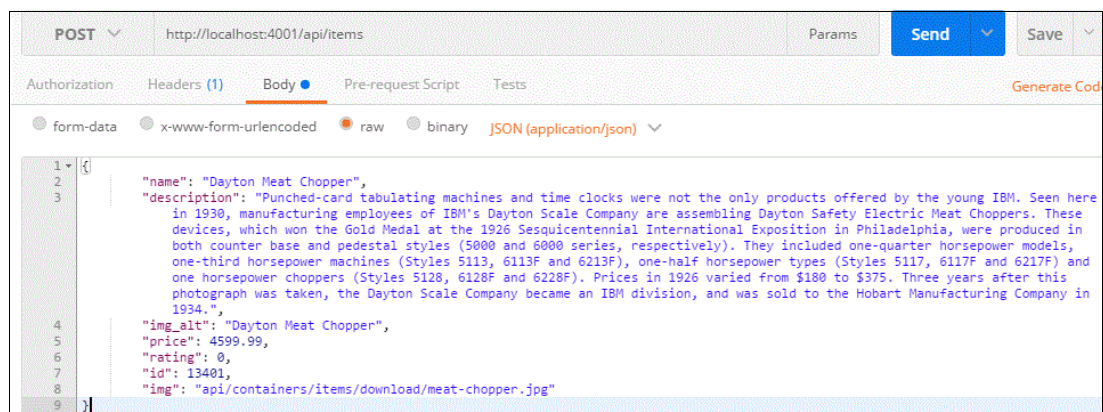 POST http://localhost:4001/api/items Params Send Save
Authorization Headers (1) Body Pre-request Script Tests Generate Cod
form-data x-www-form-urlencoded raw binary JSON (application/json)
1 {
2 "name": "Dayton Meat Chopper",
3 "description": "Punched-card tabulating machines and time clocks were not the only products offered by the young IBM. Seen here
in 1930, manufacturing employees of IBM's Dayton Scale Company are assembling Dayton Safety Electric Meat Choppers. These
devices, which won the Gold Medal at the 1926 Sesquicentennial International Exposition in Philadelphia, were produced in
both counter base and pedestal styles (5000 and 6000 series, respectively). They included one-quarter horsepower models,
one-third horsepower machines (Styles 5113, 6113F and 6213F), one-half horsepower types (Styles 5117, 6117F and 6217F) and
one horsepower choppers (Styles 5128, 6128F and 6228F). Prices in 1926 varied from $180 to $375. Three years after this
photograph was taken, the Dayton Scale Company became an IBM division, and was sold to the Hobart Manufacturing Company in
1934.",
4 "img_alt": "Dayton Meat Chopper",
5 "price": 4599.99,
6 "rating": 0,
7 "id": 13401,
8 "img": "api/containers/items/download/meat-chopper.jpg"
9 }